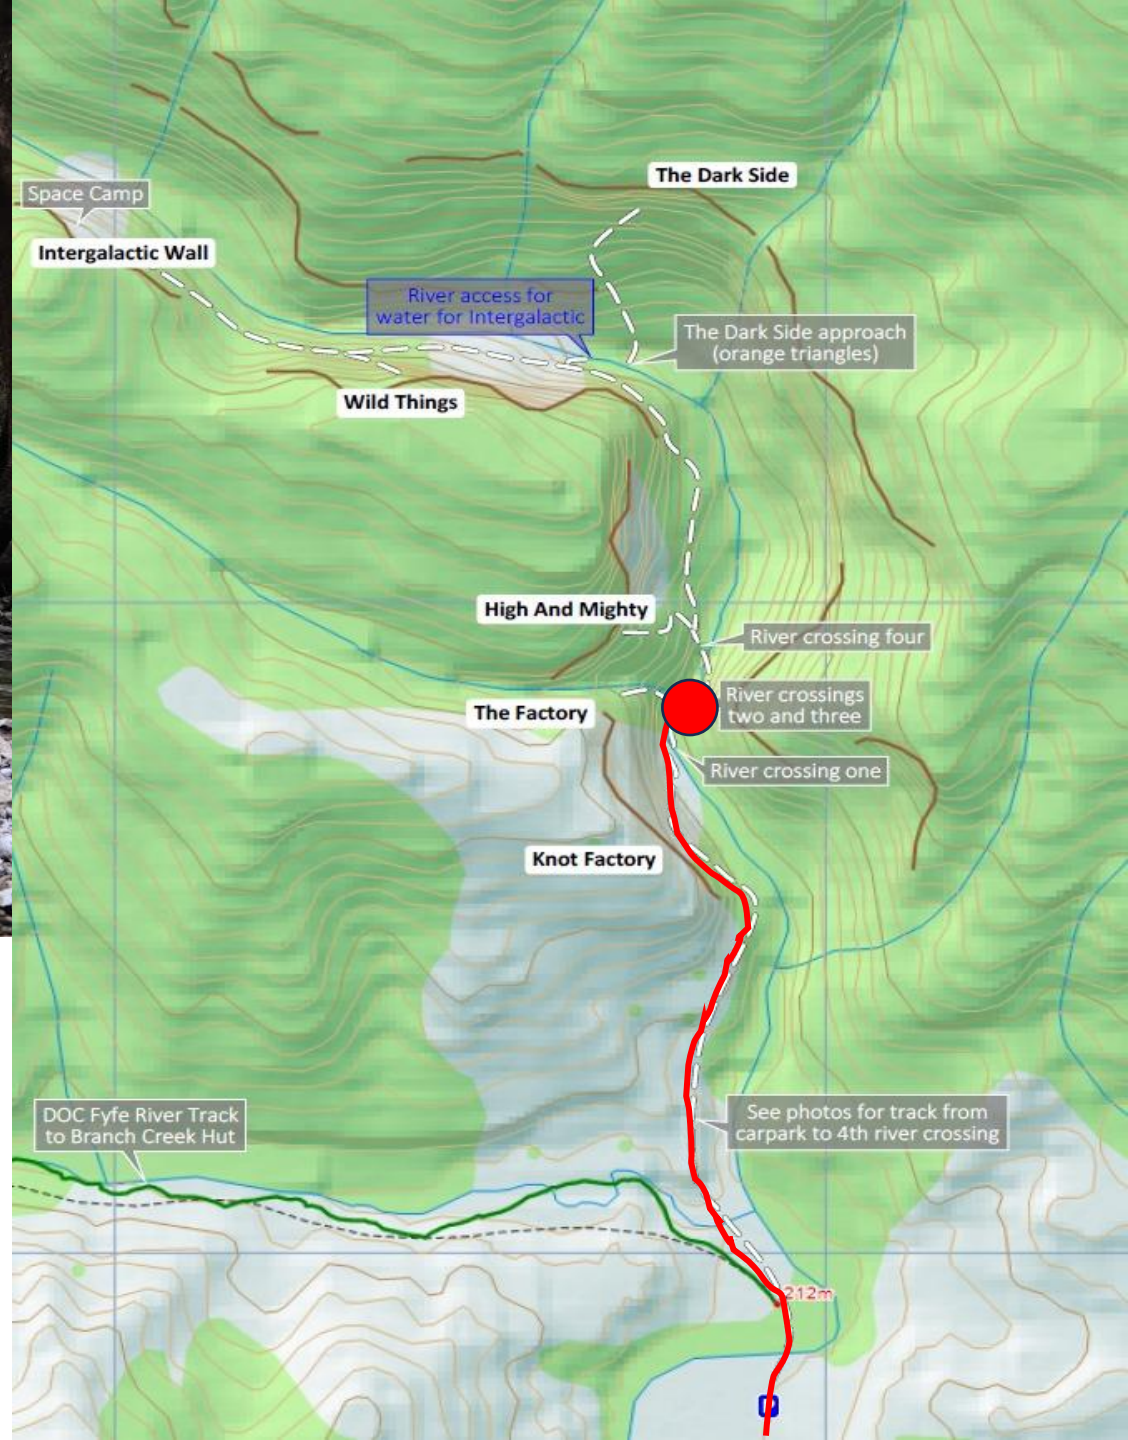 The Dark Side
Space Camp
Intergalactic Wall
River access for
water for Intergalactic
The Dark Side approach
(orange triangles)
Wild Things
High And Mighty
River crossing four
River crossings
two and three
The Factory
River crossing one
Knot Factory
See photos for track from
carpark to 4th river crossing
DOC Fyfe River Track
to Branch Creek Hut
212m
P